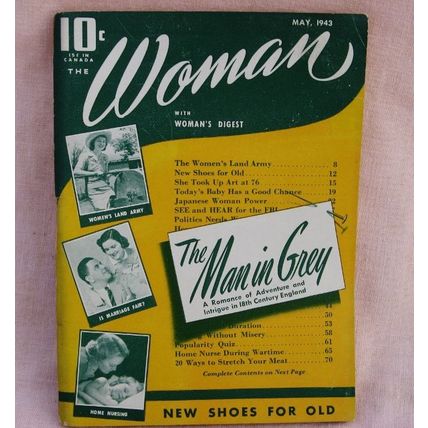 10c
15¢ IN
CANADA
MAY, 1943
THE
Woman
WITH
WOMAN'S DIGEST
The Women's Land Army 8
New Shoes for Old 12
She Took Up Art at 76 15
Today's Baby Has a Good Chance 19
Japanese Woman Power
SEE and HEAR for the FBI
Politics Needs
The
Man in Grey
A Romance of Adventure and
Intrigue in 18th Century England
44
50
Duration 53
Without Misery 58
Popularity Quiz 61
Home Nurse During Wartime 65
20 Ways to Stretch Your Meat 70
Complete Contents on Next Page
WOMEN'S LAND ARMY
IS MARRIAGE FAIR?
HOME NURSING
NEW SHOES FOR OLD